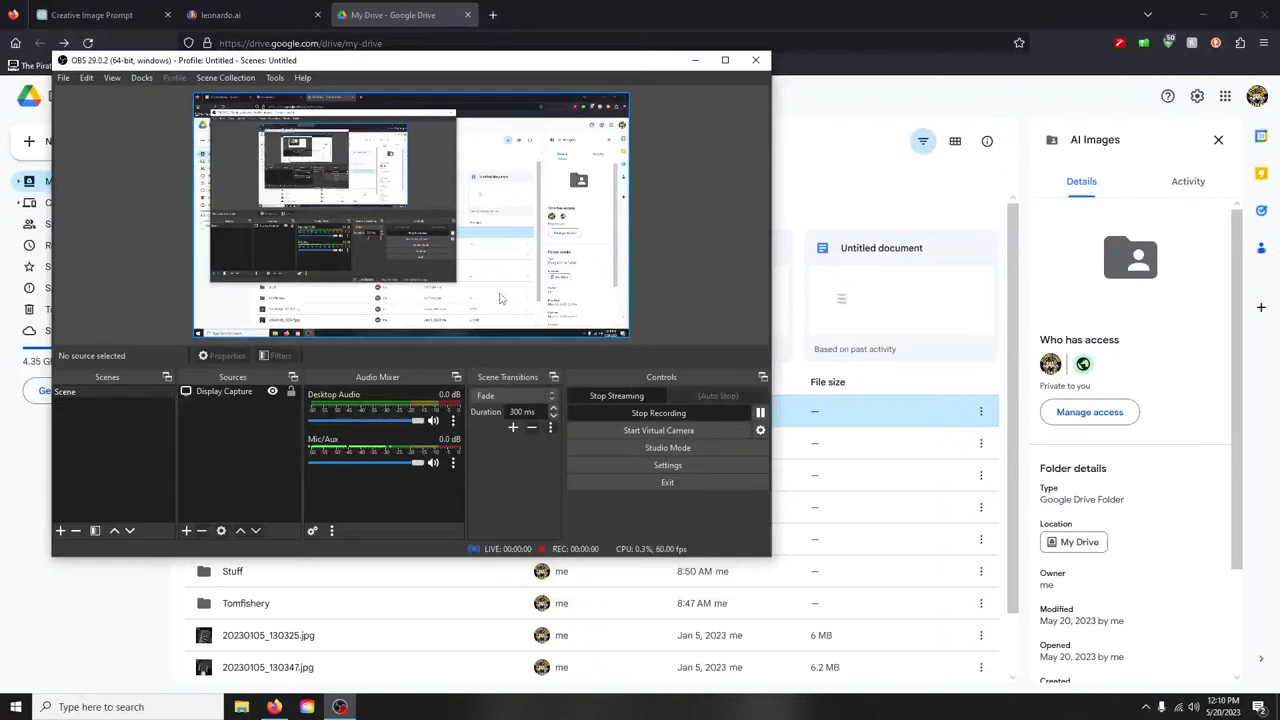 Creative Image Prompt
leonardo.ai
My Drive - Google Drive
https://drive.google.com/drive/my-drive
The Pira
OBS 29.0.2 (64-bit, windows) - Profile: Untitled - Scenes: Untitled
File Edit View Docks Profile Scene Collection Tools Help
AI Images
Details
Activity
Untitled document
Based on past activity
Who has access
Private to you
Manage access
File size
No source selected
Properties
Filters
Scenes
Sources
Audio Mixer
Scene Transitions
Controls
Scene
Display Capture
Desktop Audio
0.0 dB
Mic/Aux
0.0 dB
Fade
Duration 300 ms
Stop Streaming
(Auto Stop)
Stop Recording
Start Virtual Camera
Studio Mode
Settings
Exit
LIVE: 00:00:00
REC: 00:00:00
CPU: 0.3%, 60.00 fps
4.35 G
Ge
Folder details
Type
Google Drive Folder
Location
My Drive
Owner
me
Modified
May 20, 2023 by me
Opened
May 20, 2023 by me
Created
Stuff me 8:50 AM me —
Tomfishery me 8:47 AM me —
20230105_130325.jpg me Jan 5, 2023 me 6 MB
20230105_130347.jpg me Jan 5, 2023 me 6.2 MB
Type here to search
12:10 PM
5/20/2023